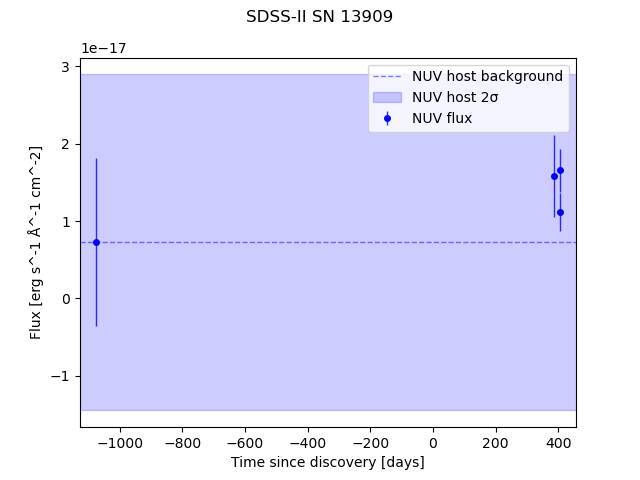 SDSS-II SN 13909
1e−17
NUV host background
NUV host 2σ
NUV flux
3
2
1
0
−1
Flux [erg s^-1 Å^-1 cm^-2]
−1000 −800 −600 −400 −200 0 200 400
Time since discovery [days]